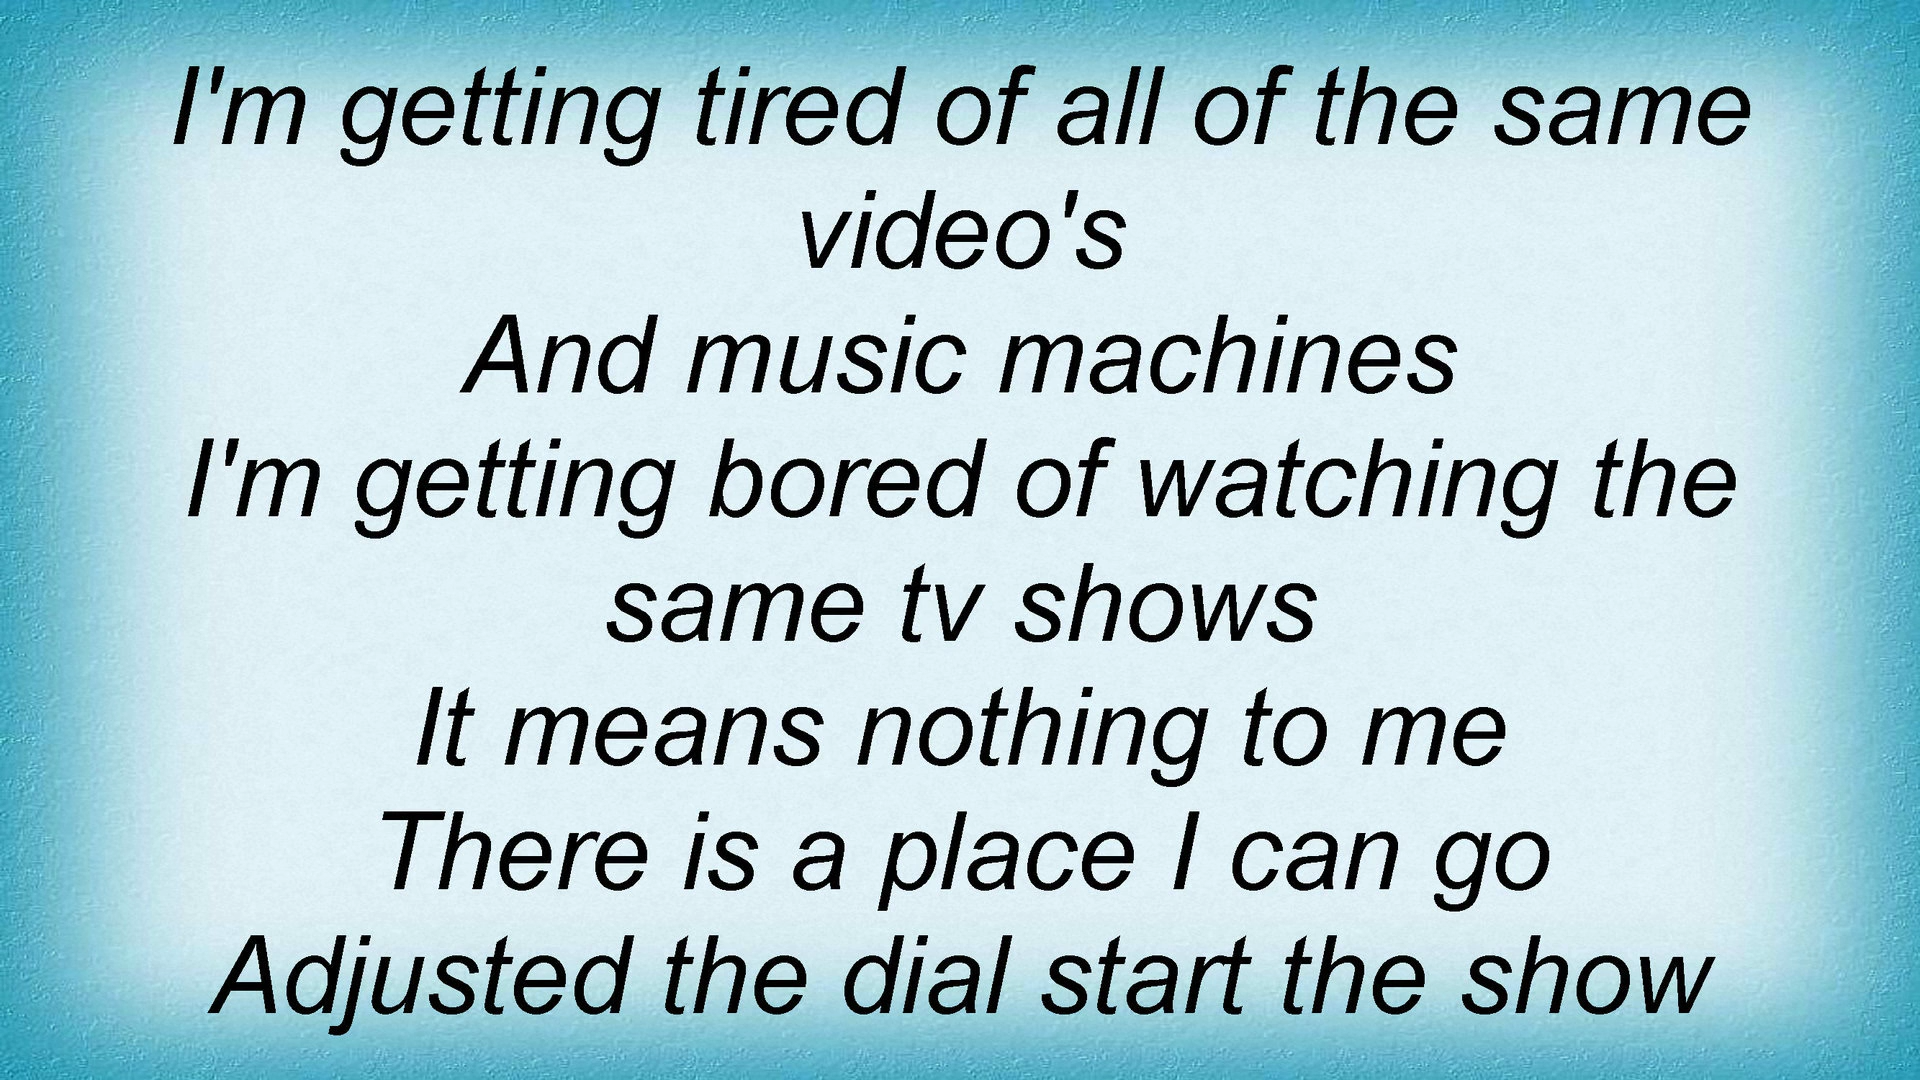 I'm getting tired of all of the same
video's
And music machines
I'm getting bored of watching the
same tv shows
It means nothing to me
There is a place I can go
Adjusted the dial start the show